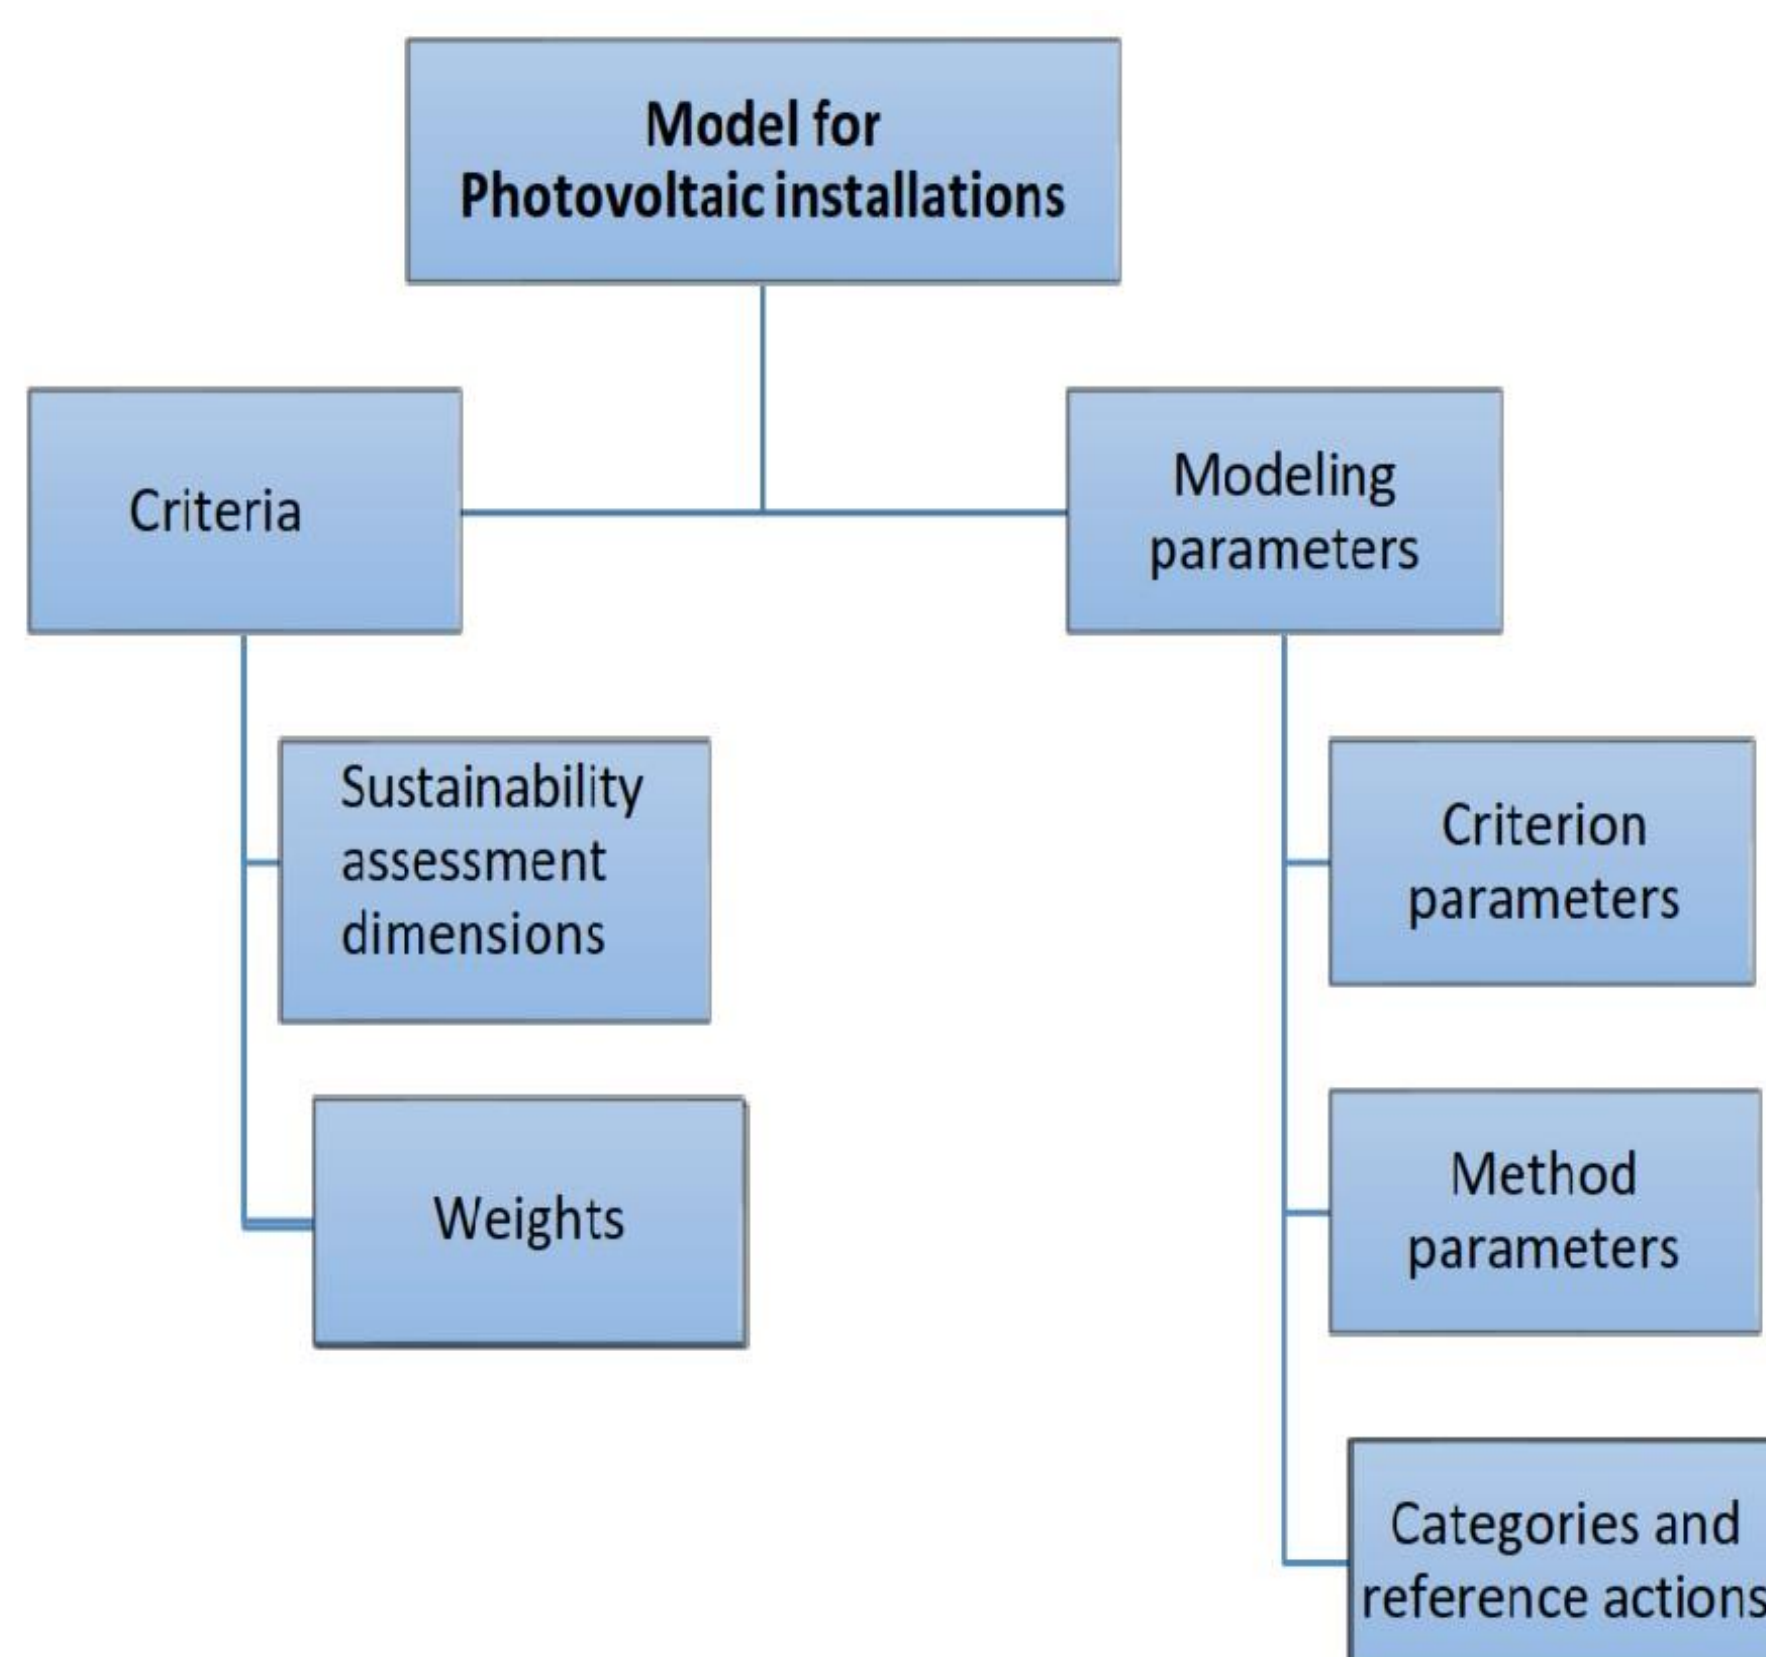 Model for
Photovoltaic installations
Criteria
Modeling
parameters
Sustainability
assessment
dimensions
Criterion
parameters
Weights
Method
parameters
Categories and
reference actions